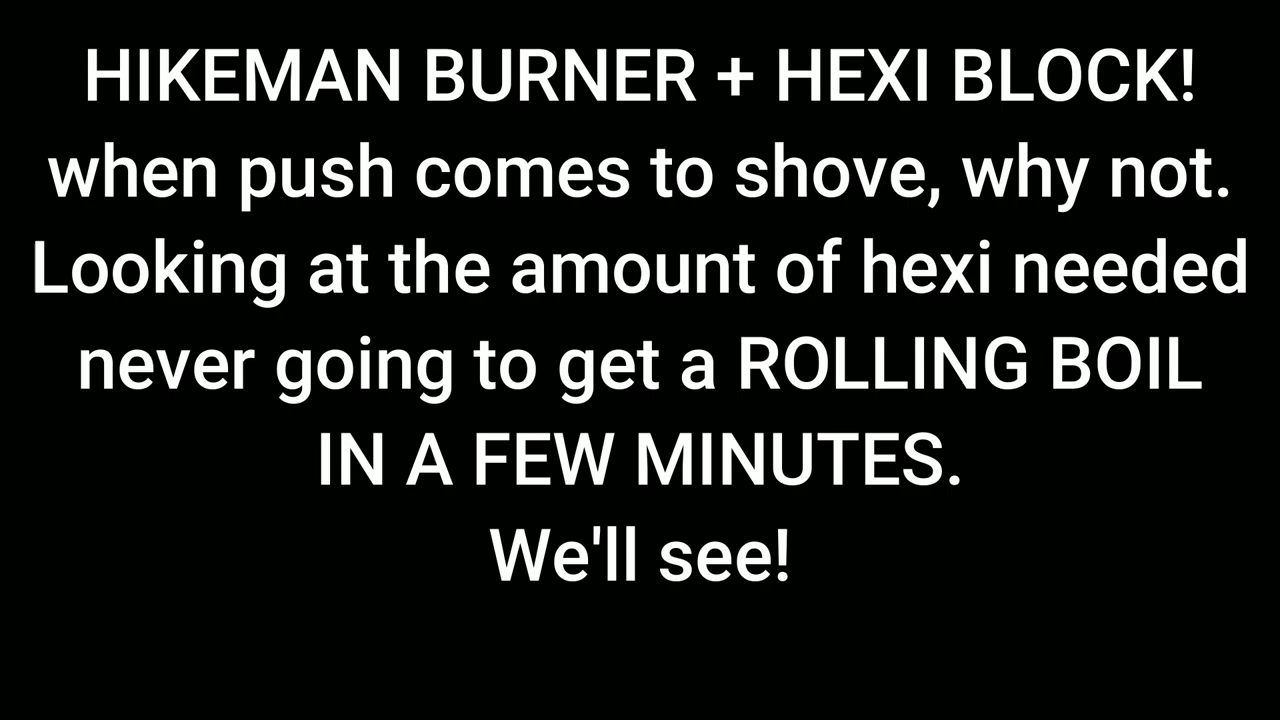 HIKEMAN BURNER + HEXI BLOCK!
when push comes to shove, why not.
Looking at the amount of hexi needed
never going to get a ROLLING BOIL
IN A FEW MINUTES.
We'll see!